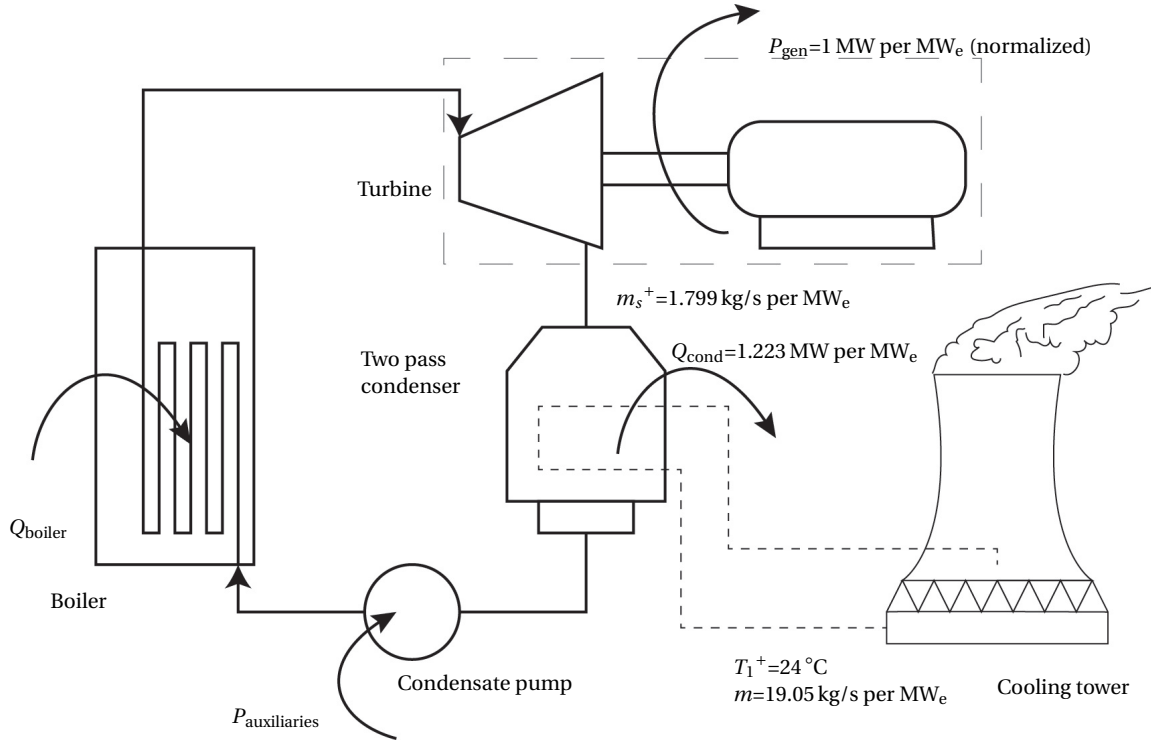 P_gen=1 MW per MW_e (normalized)
Turbine
m_s^+=1.799 kg/s per MW_e
Two pass
condenser
Q_cond=1.223 MW per MW_e
Q_boiler
Boiler
Condensate pump
P_auxiliaries
T_1^+=24 °C
m=19.05 kg/s per MW_e
Cooling tower